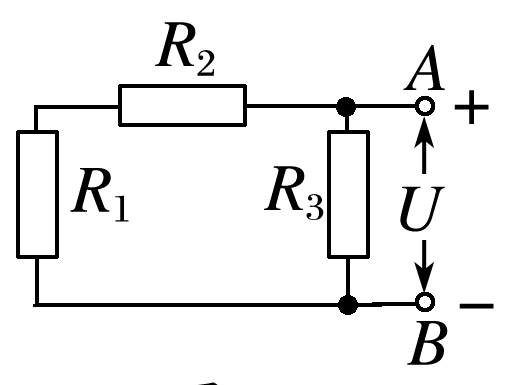 R₂
A
+
R₁
R₃
U
−
B